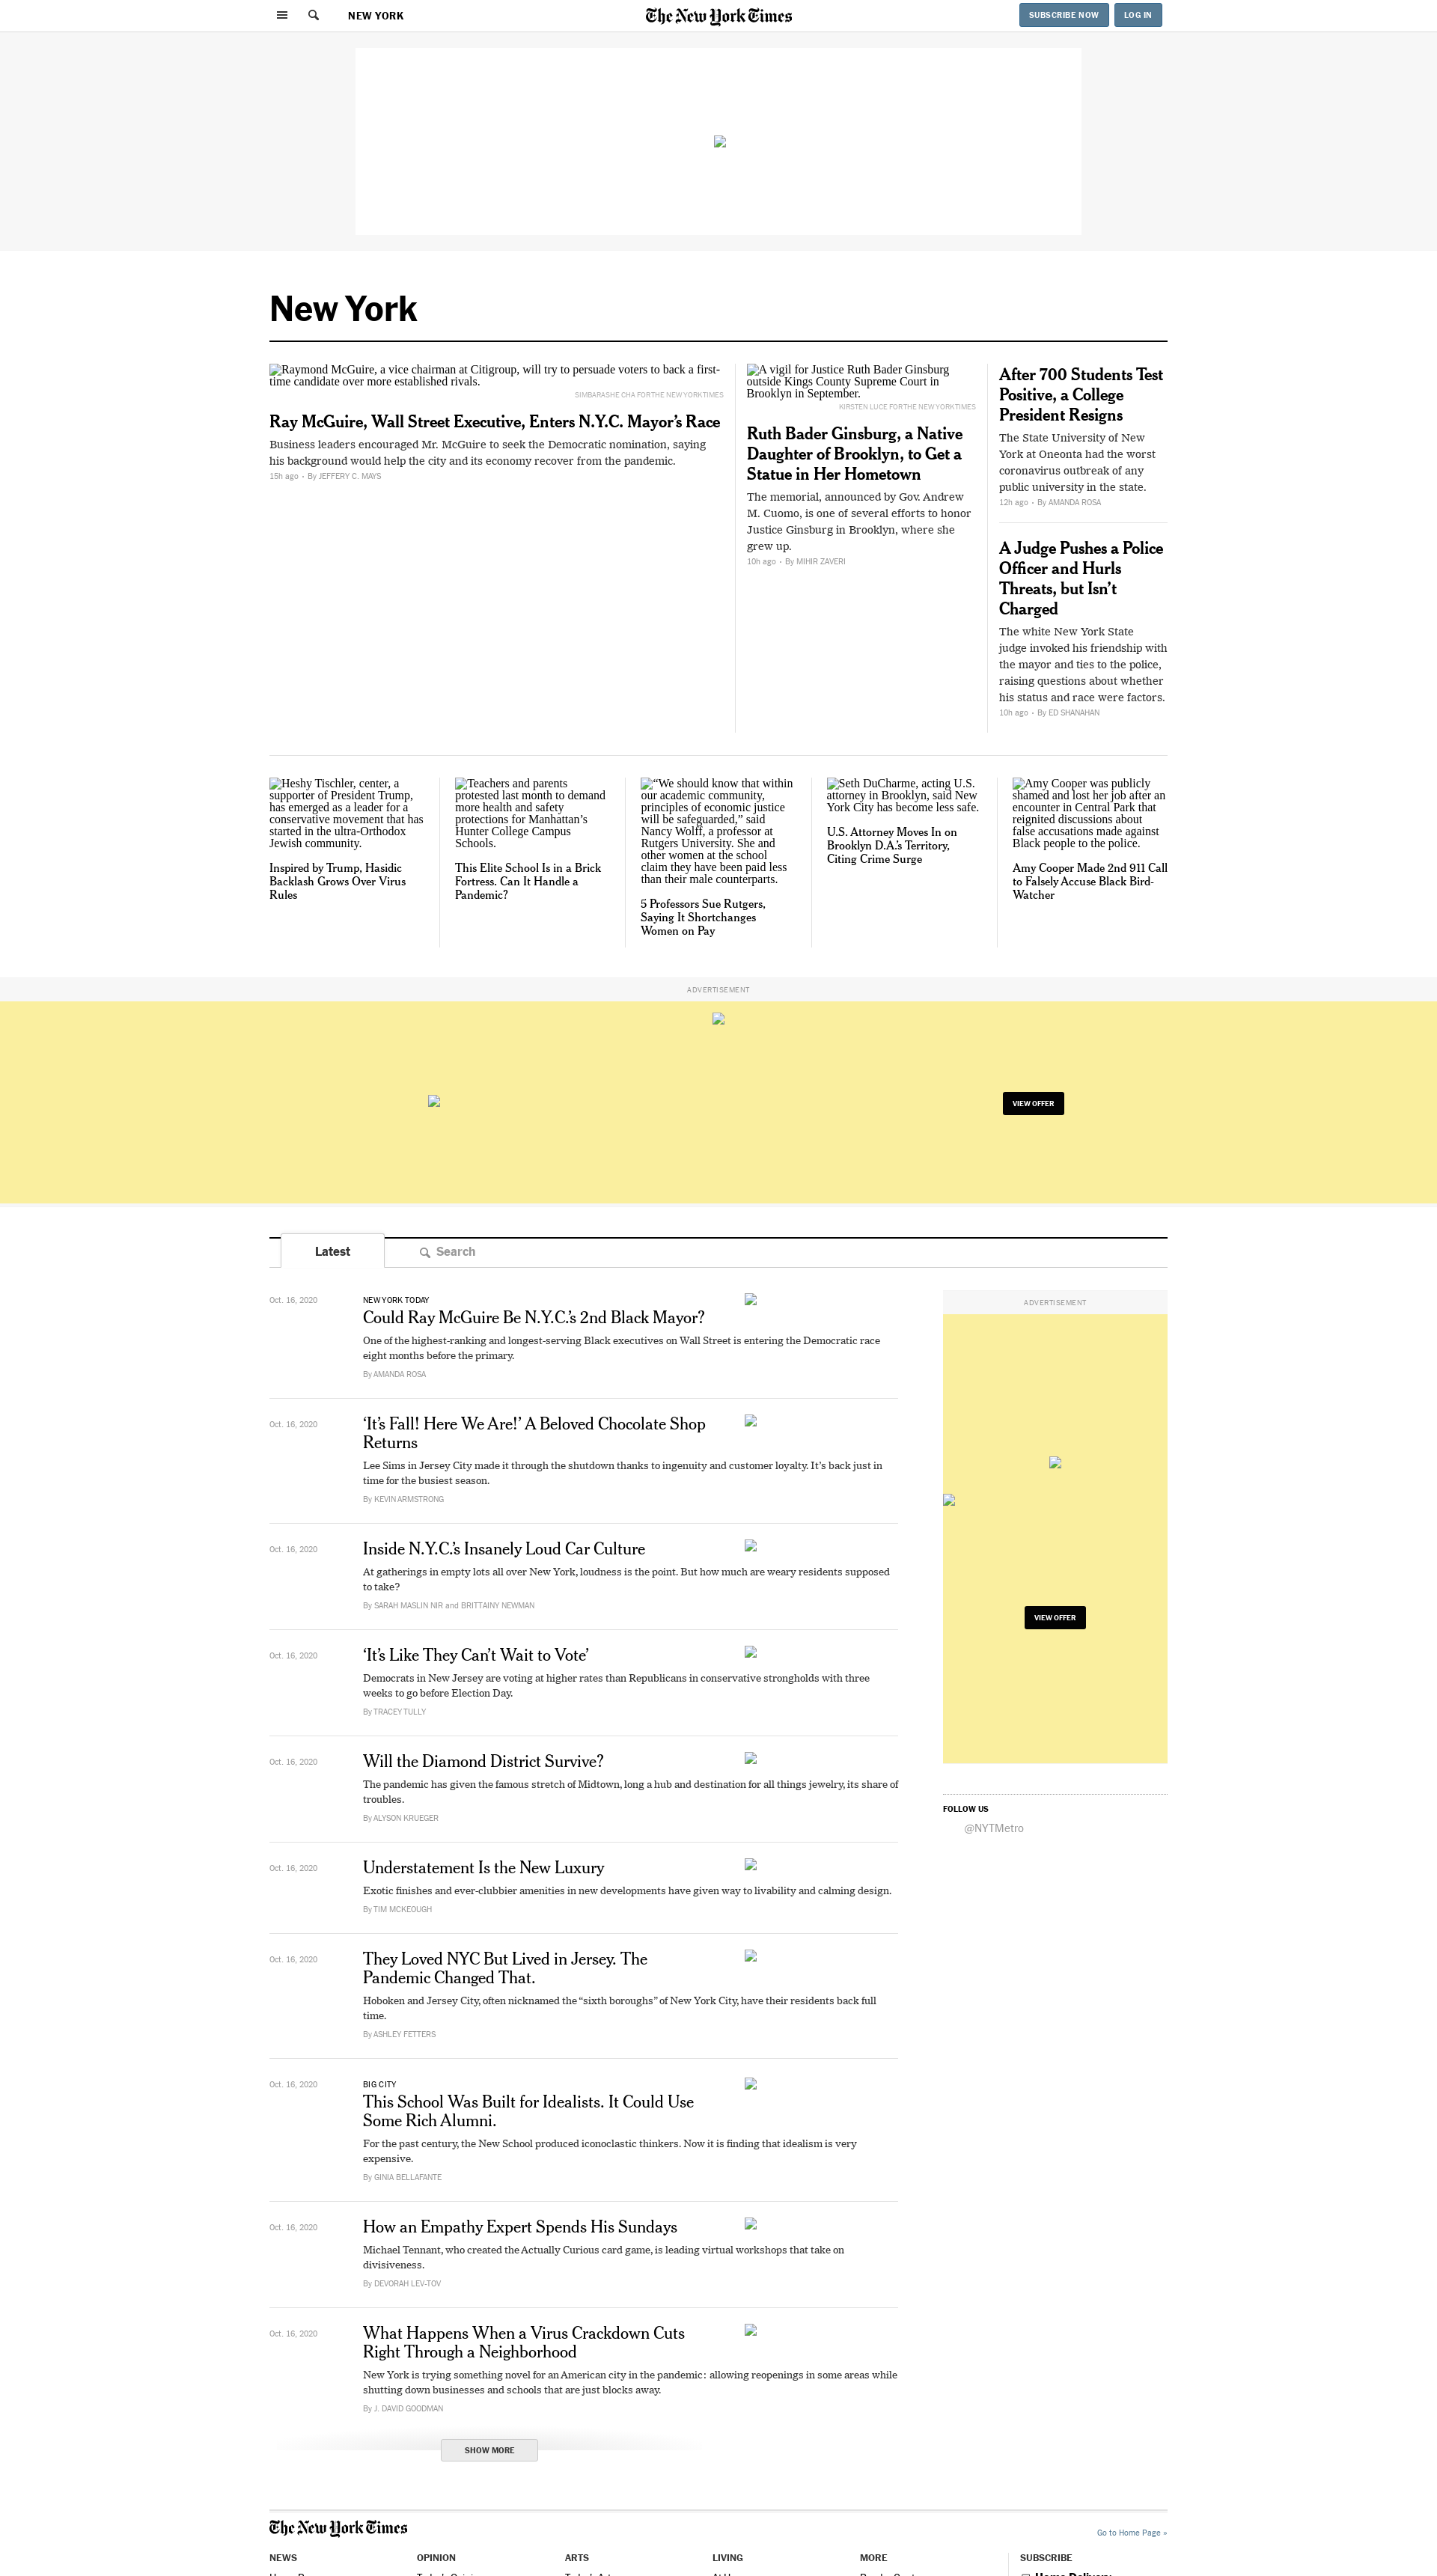 NEW YORK
The New York Times
SUBSCRIBE NOW
LOG IN
New York
Raymond McGuire, a vice chairman at Citigroup, will try to persuade voters to back a first-
time candidate over more established rivals.
SIMBARASHE CHA FOR THE NEW YORK TIMES
Ray McGuire, Wall Street Executive, Enters N.Y.C. Mayor's Race
Business leaders encouraged Mr. McGuire to seek the Democratic nomination, saying
his background would help the city and its economy recover from the pandemic.
15h ago • By JEFFERY C. MAYS
A vigil for Justice Ruth Bader Ginsburg
outside Kings County Supreme Court in
Brooklyn in September.
KIRSTEN LUCE FOR THE NEW YORK TIMES
Ruth Bader Ginsburg, a Native
Daughter of Brooklyn, to Get a
Statue in Her Hometown
The memorial, announced by Gov. Andrew
M. Cuomo, is one of several efforts to honor
Justice Ginsburg in Brooklyn, where she
grew up.
10h ago • By MIHIR ZAVERI
After 700 Students Test
Positive, a College
President Resigns
The State University of New
York at Oneonta had the worst
coronavirus outbreak of any
public university in the state.
12h ago • By AMANDA ROSA
A Judge Pushes a Police
Officer and Hurls
Threats, but Isn't
Charged
The white New York State
judge invoked his friendship with
the mayor and ties to the police,
raising questions about whether
his status and race were factors.
10h ago • By ED SHANAHAN
Heshy Tischler, center, a
supporter of President Trump,
has emerged as a leader for a
conservative movement that has
started in the ultra-Orthodox
Jewish community.
Inspired by Trump, Hasidic
Backlash Grows Over Virus
Rules
Teachers and parents
protested last month to demand
more health and safety
protections for Manhattan's
Hunter College Campus
Schools.
This Elite School Is in a Brick
Fortress. Can It Handle a
Pandemic?
“We should know that within
our academic community,
principles of economic justice
will be safeguarded,” said
Nancy Wolff, a professor at
Rutgers University. She and
other women at the school
claim they have been paid less
than their male counterparts.
5 Professors Sue Rutgers,
Saying It Shortchanges
Women on Pay
Seth DuCharme, acting U.S.
attorney in Brooklyn, said New
York City has become less safe.
U.S. Attorney Moves In on
Brooklyn D.A.'s Territory,
Citing Crime Surge
Amy Cooper was publicly
shamed and lost her job after an
encounter in Central Park that
reignited discussions about
false accusations made against
Black people to the police.
Amy Cooper Made 2nd 911 Call
to Falsely Accuse Black Bird-
Watcher
ADVERTISEMENT
VIEW OFFER
Latest
Search
Oct. 16, 2020
NEW YORK TODAY
Could Ray McGuire Be N.Y.C.'s 2nd Black Mayor?
One of the highest-ranking and longest-serving Black executives on Wall Street is entering the Democratic race
eight months before the primary.
By AMANDA ROSA
Oct. 16, 2020
‘It's Fall! Here We Are!’ A Beloved Chocolate Shop
Returns
Lee Sims in Jersey City made it through the shutdown thanks to ingenuity and customer loyalty. It's back just in
time for the busiest season.
By KEVIN ARMSTRONG
Oct. 16, 2020
Inside N.Y.C.'s Insanely Loud Car Culture
At gatherings in empty lots all over New York, loudness is the point. But how much are weary residents supposed
to take?
By SARAH MASLIN NIR and BRITTAINY NEWMAN
Oct. 16, 2020
‘It's Like They Can't Wait to Vote’
Democrats in New Jersey are voting at higher rates than Republicans in conservative strongholds with three
weeks to go before Election Day.
By TRACEY TULLY
Oct. 16, 2020
Will the Diamond District Survive?
The pandemic has given the famous stretch of Midtown, long a hub and destination for all things jewelry, its share of
troubles.
By ALYSON KRUEGER
Oct. 16, 2020
Understatement Is the New Luxury
Exotic finishes and ever-clubbier amenities in new developments have given way to livability and calming design.
By TIM MCKEOUGH
Oct. 16, 2020
They Loved NYC But Lived in Jersey. The
Pandemic Changed That.
Hoboken and Jersey City, often nicknamed the “sixth boroughs” of New York City, have their residents back full
time.
By ASHLEY FETTERS
Oct. 16, 2020
BIG CITY
This School Was Built for Idealists. It Could Use
Some Rich Alumni.
For the past century, the New School produced iconoclastic thinkers. Now it is finding that idealism is very
expensive.
By GINIA BELLAFANTE
Oct. 16, 2020
How an Empathy Expert Spends His Sundays
Michael Tennant, who created the Actually Curious card game, is leading virtual workshops that take on
divisiveness.
By DEVORAH LEV-TOV
Oct. 16, 2020
What Happens When a Virus Crackdown Cuts
Right Through a Neighborhood
New York is trying something novel for an American city in the pandemic: allowing reopenings in some areas while
shutting down businesses and schools that are just blocks away.
By J. DAVID GOODMAN
SHOW MORE
ADVERTISEMENT
VIEW OFFER
FOLLOW US
@NYTMetro
The New York Times
Go to Home Page »
NEWS
OPINION
ARTS
LIVING
MORE
SUBSCRIBE